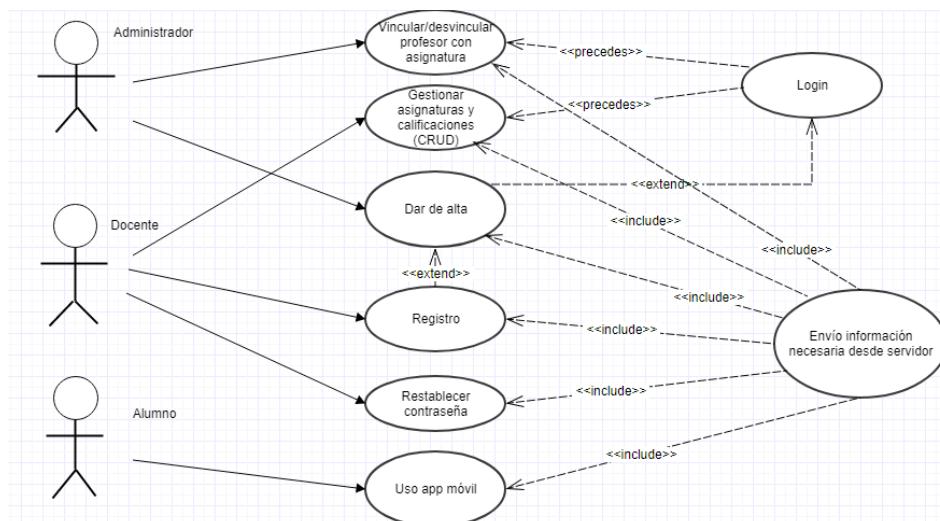 Administrador
Vincular/desvincular
profesor con
asignatura
<<precedes>>
Login
Gestionar
asignaturas y
calificaciones
(CRUD)
<<precedes>>
<<extend>>
Dar de alta
<<include>>
Docente
<<include>>
<<extend>>
<<include>>
Registro
<<include>>
Envío información
necesaria desde servidor
Restablecer
contraseña
<<include>>
Alumno
<<include>>
Uso app móvil